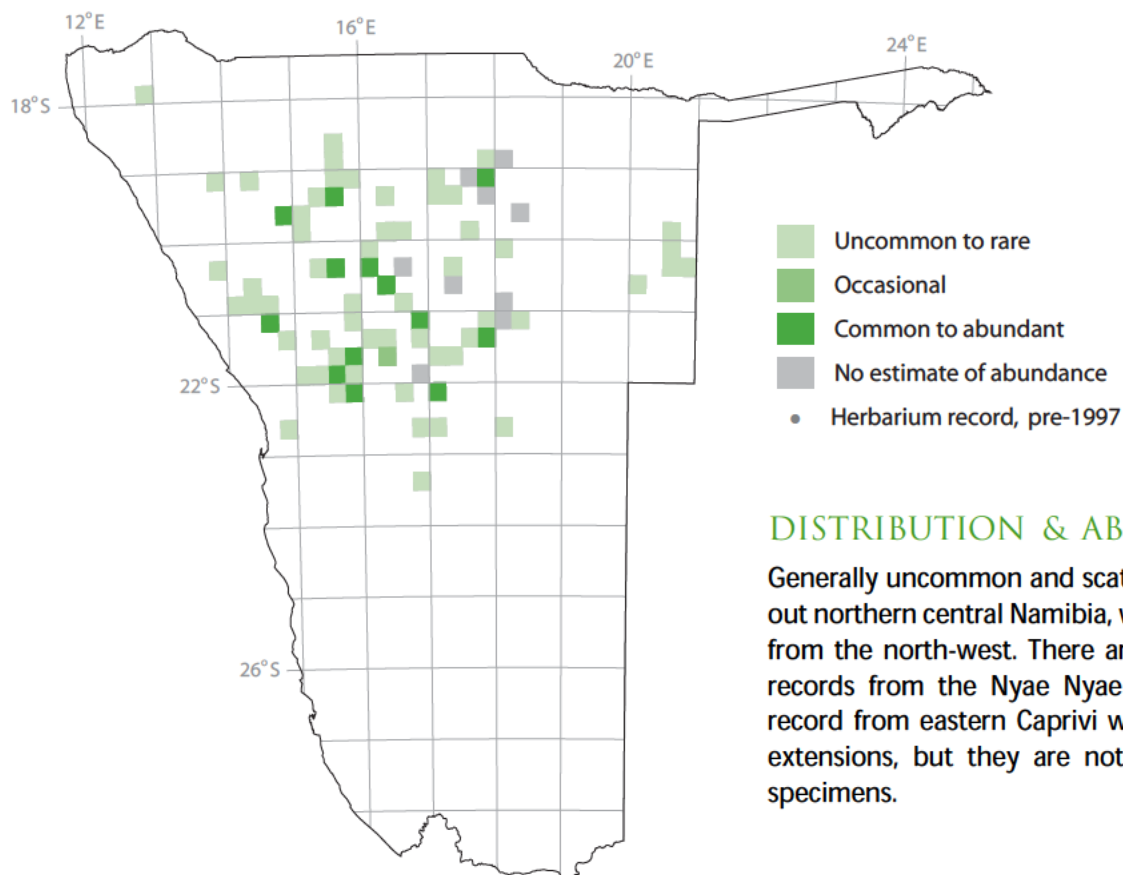 12°E
16°E
20°E
24°E
18°S
22°S
26°S
Uncommon to rare
Occasional
Common to abundant
No estimate of abundance
Herbarium record, pre-1997
DISTRIBUTION & AB
Generally uncommon and scat
out northern central Namibia, w
from the north-west. There ar
records from the Nyae Nyae
record from eastern Caprivi w
extensions, but they are not
specimens.